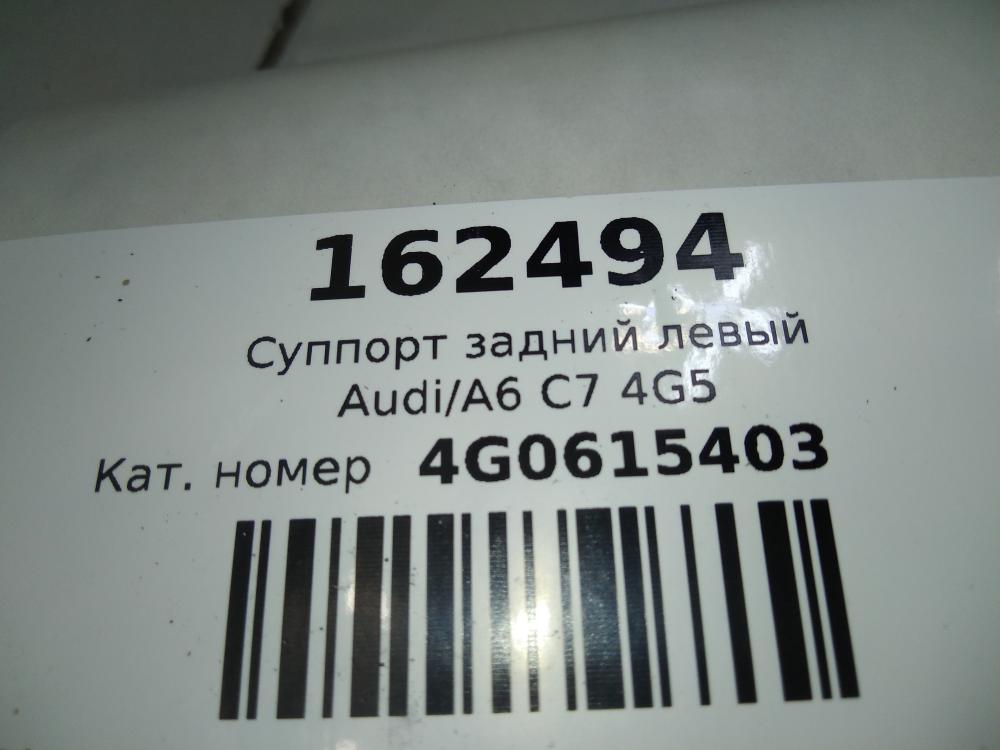 162494
Суппорт задний левый
Audi/A6 C7 4G5
Кат. номер 4G0615403